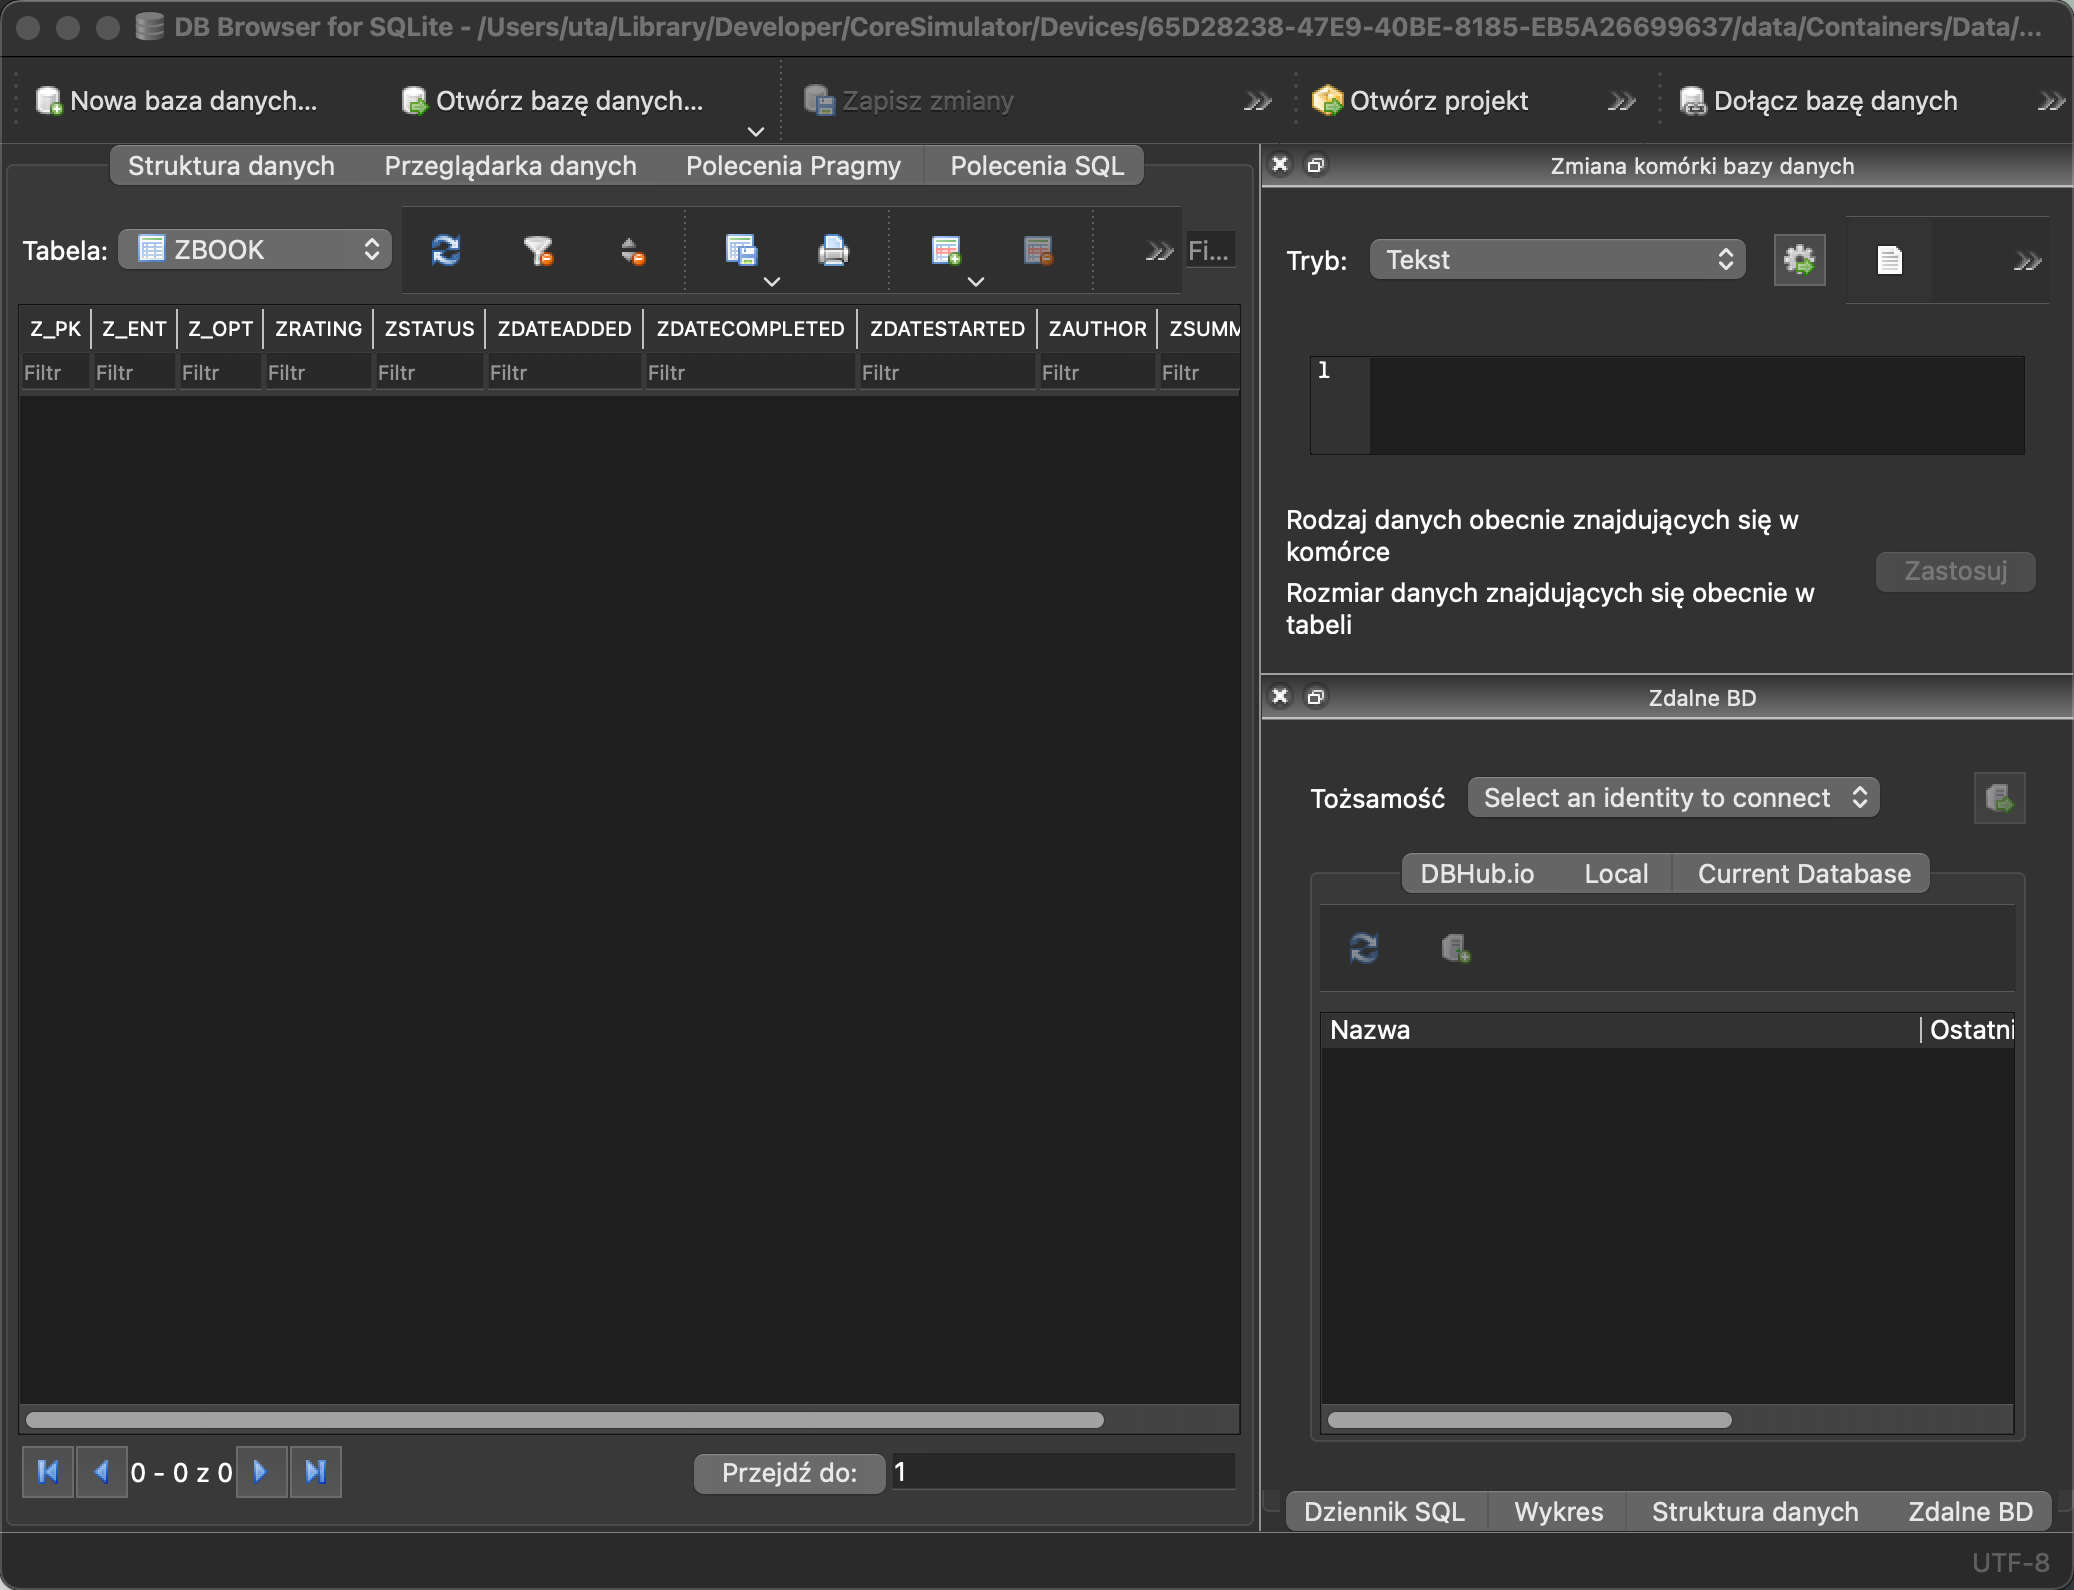 DB Browser for SQLite - /Users/uta/Library/Developer/CoreSimulator/Devices/65D28238-47E9-40BE-8185-EB5A26699637/data/Containers/Data/...
Nowa baza danych...
Otwórz bazę danych...
Zapisz zmiany
Otwórz projekt
Dołącz bazę danych
Struktura danych
Przeglądarka danych
Polecenia Pragmy
Polecenia SQL
Tabela:
ZBOOK
Fi...
Z_PK
Z_ENT
Z_OPT
ZRATING
ZSTATUS
ZDATEADDED
ZDATECOMPLETED
ZDATESTARTED
ZAUTHOR
ZSUMM
Filtr
Filtr
Filtr
Filtr
Filtr
Filtr
Filtr
Filtr
Filtr
Filtr
0 - 0 z 0
Przejdź do:
1
Zmiana komórki bazy danych
Tryb:
Tekst
1
Rodzaj danych obecnie znajdujących się w
komórce
Rozmiar danych znajdujących się obecnie w
tabeli
Zastosuj
Zdalne BD
Tożsamość
Select an identity to connect
DBHub.io
Local
Current Database
Nazwa
Ostatni
Dziennik SQL
Wykres
Struktura danych
Zdalne BD
UTF-8